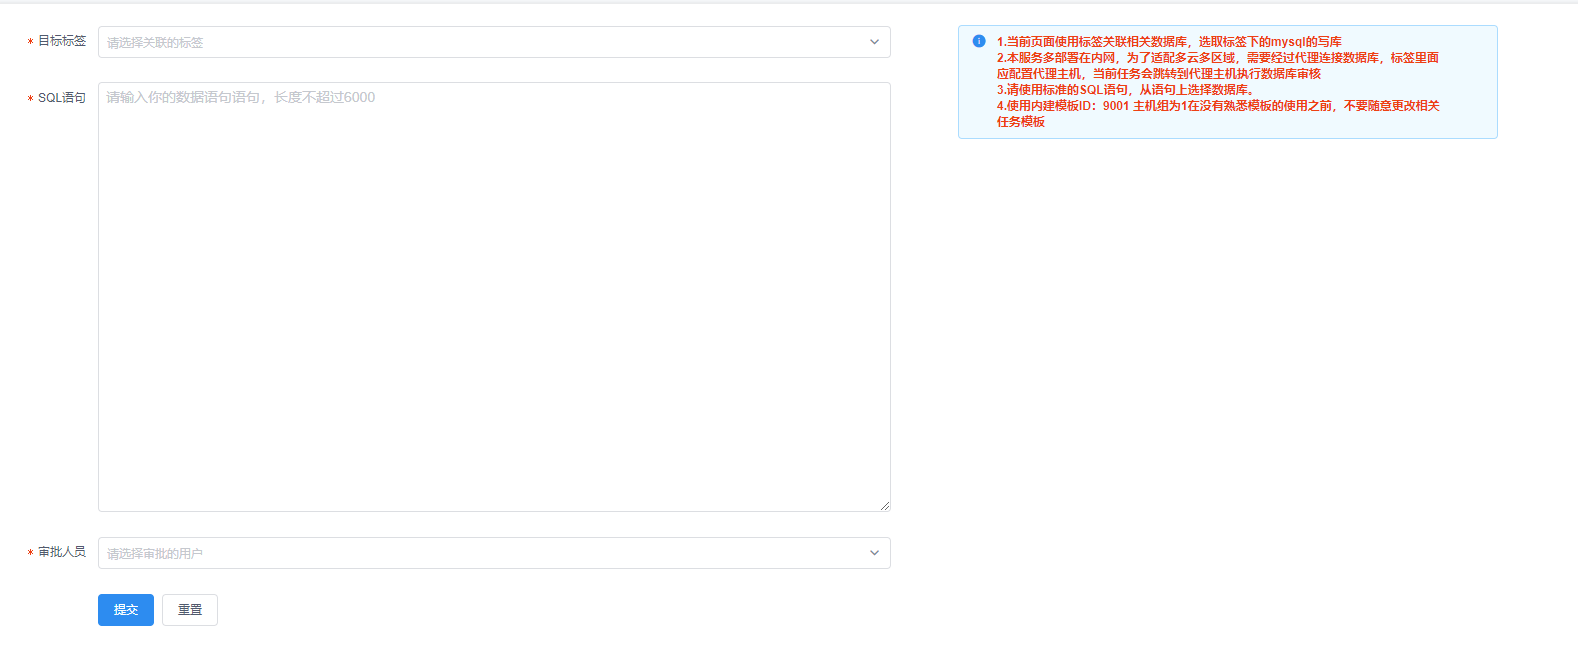 * 目标标签
请选择关联的标签
* SQL语句
请输入你的数据语句语句，长度不超过6000
* 审批人员
请选择审批的用户
提交
重置
1.当前页面使用标签关联相关数据库，选取标签下的mysql的写库
2.本服务多部署在内网，为了适配多云多区域，需要经过代理连接数据库，标签里面
应配置代理主机，当前任务会跳转到代理主机执行数据库审核
3.请使用标准的SQL语句，从语句上选择数据库。
4.使用内建模板ID：9001 主机组为1在没有熟悉模板的使用之前，不要随意更改相关
任务模板